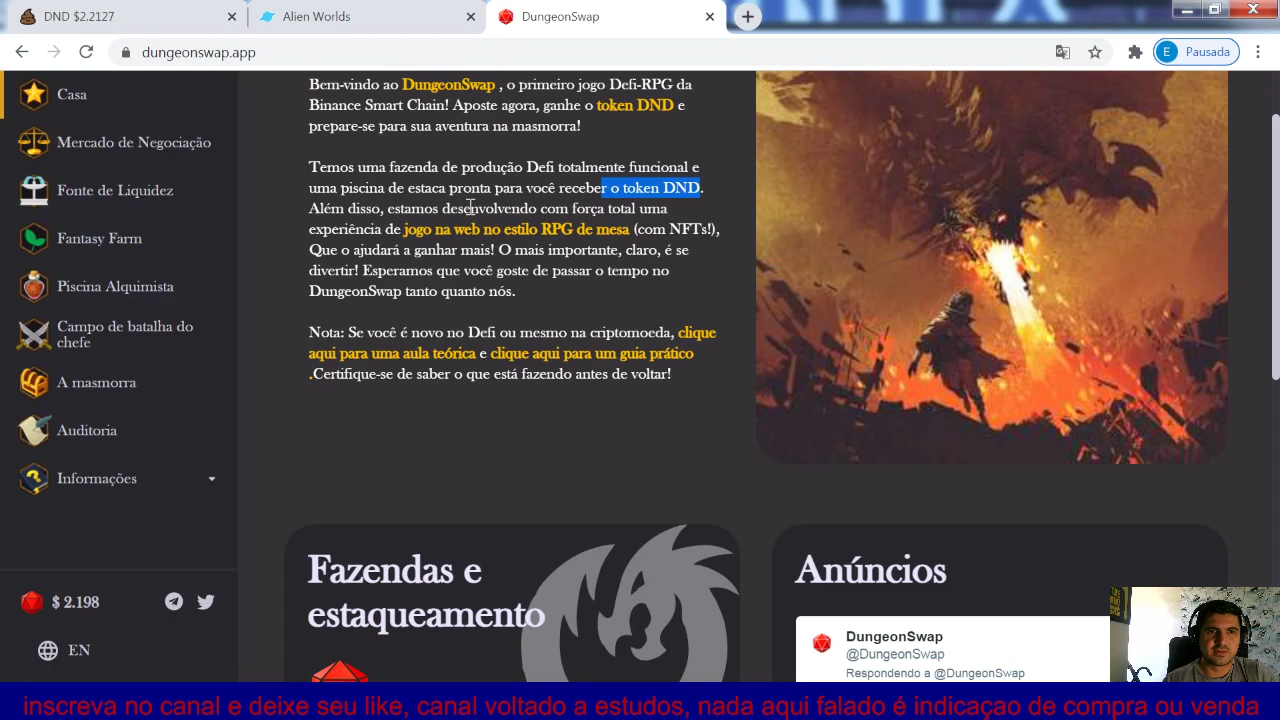 DND $2.2127
Alien Worlds
DungeonSwap
dungeonswap.app
E Pausada
Casa
Mercado de Negociação
Fonte de Liquidez
Fantasy Farm
Piscina Alquimista
Campo de batalha do
chefe
A masmorra
Auditoria
Informações
$ 2.198
EN
Bem-vindo ao DungeonSwap , o primeiro jogo Defi-RPG da
Binance Smart Chain! Aposte agora, ganhe o token DND e
prepare-se para sua aventura na masmorra!
Temos uma fazenda de produção Defi totalmente funcional e
uma piscina de estaca pronta para você receber o token DND.
Além disso, estamos desenvolvendo com força total uma
experiência de jogo na web no estilo RPG de mesa (com NFTs!),
Que o ajudará a ganhar mais! O mais importante, claro, é se
divertir! Esperamos que você goste de passar o tempo no
DungeonSwap tanto quanto nós.
Nota: Se você é novo no Defi ou mesmo na criptomoeda, clique
aqui para uma aula teórica e clique aqui para um guia prático
.Certifique-se de saber o que está fazendo antes de voltar!
Fazendas e
estaqueamento
Anúncios
DungeonSwap
@DungeonSwap
Respondendo a @DungeonSwap
inscreva no canal e deixe seu like, canal voltado a estudos, nada aqui falado é indicaçao de compra ou venda